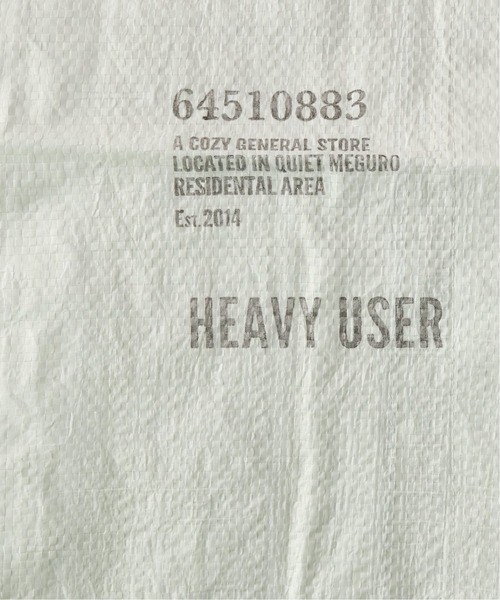 64510883
A COZY GENERAL STORE
LOCATED IN QUIET MEGURO
RESIDENTAL AREA
Est.2014
HEAVY USER